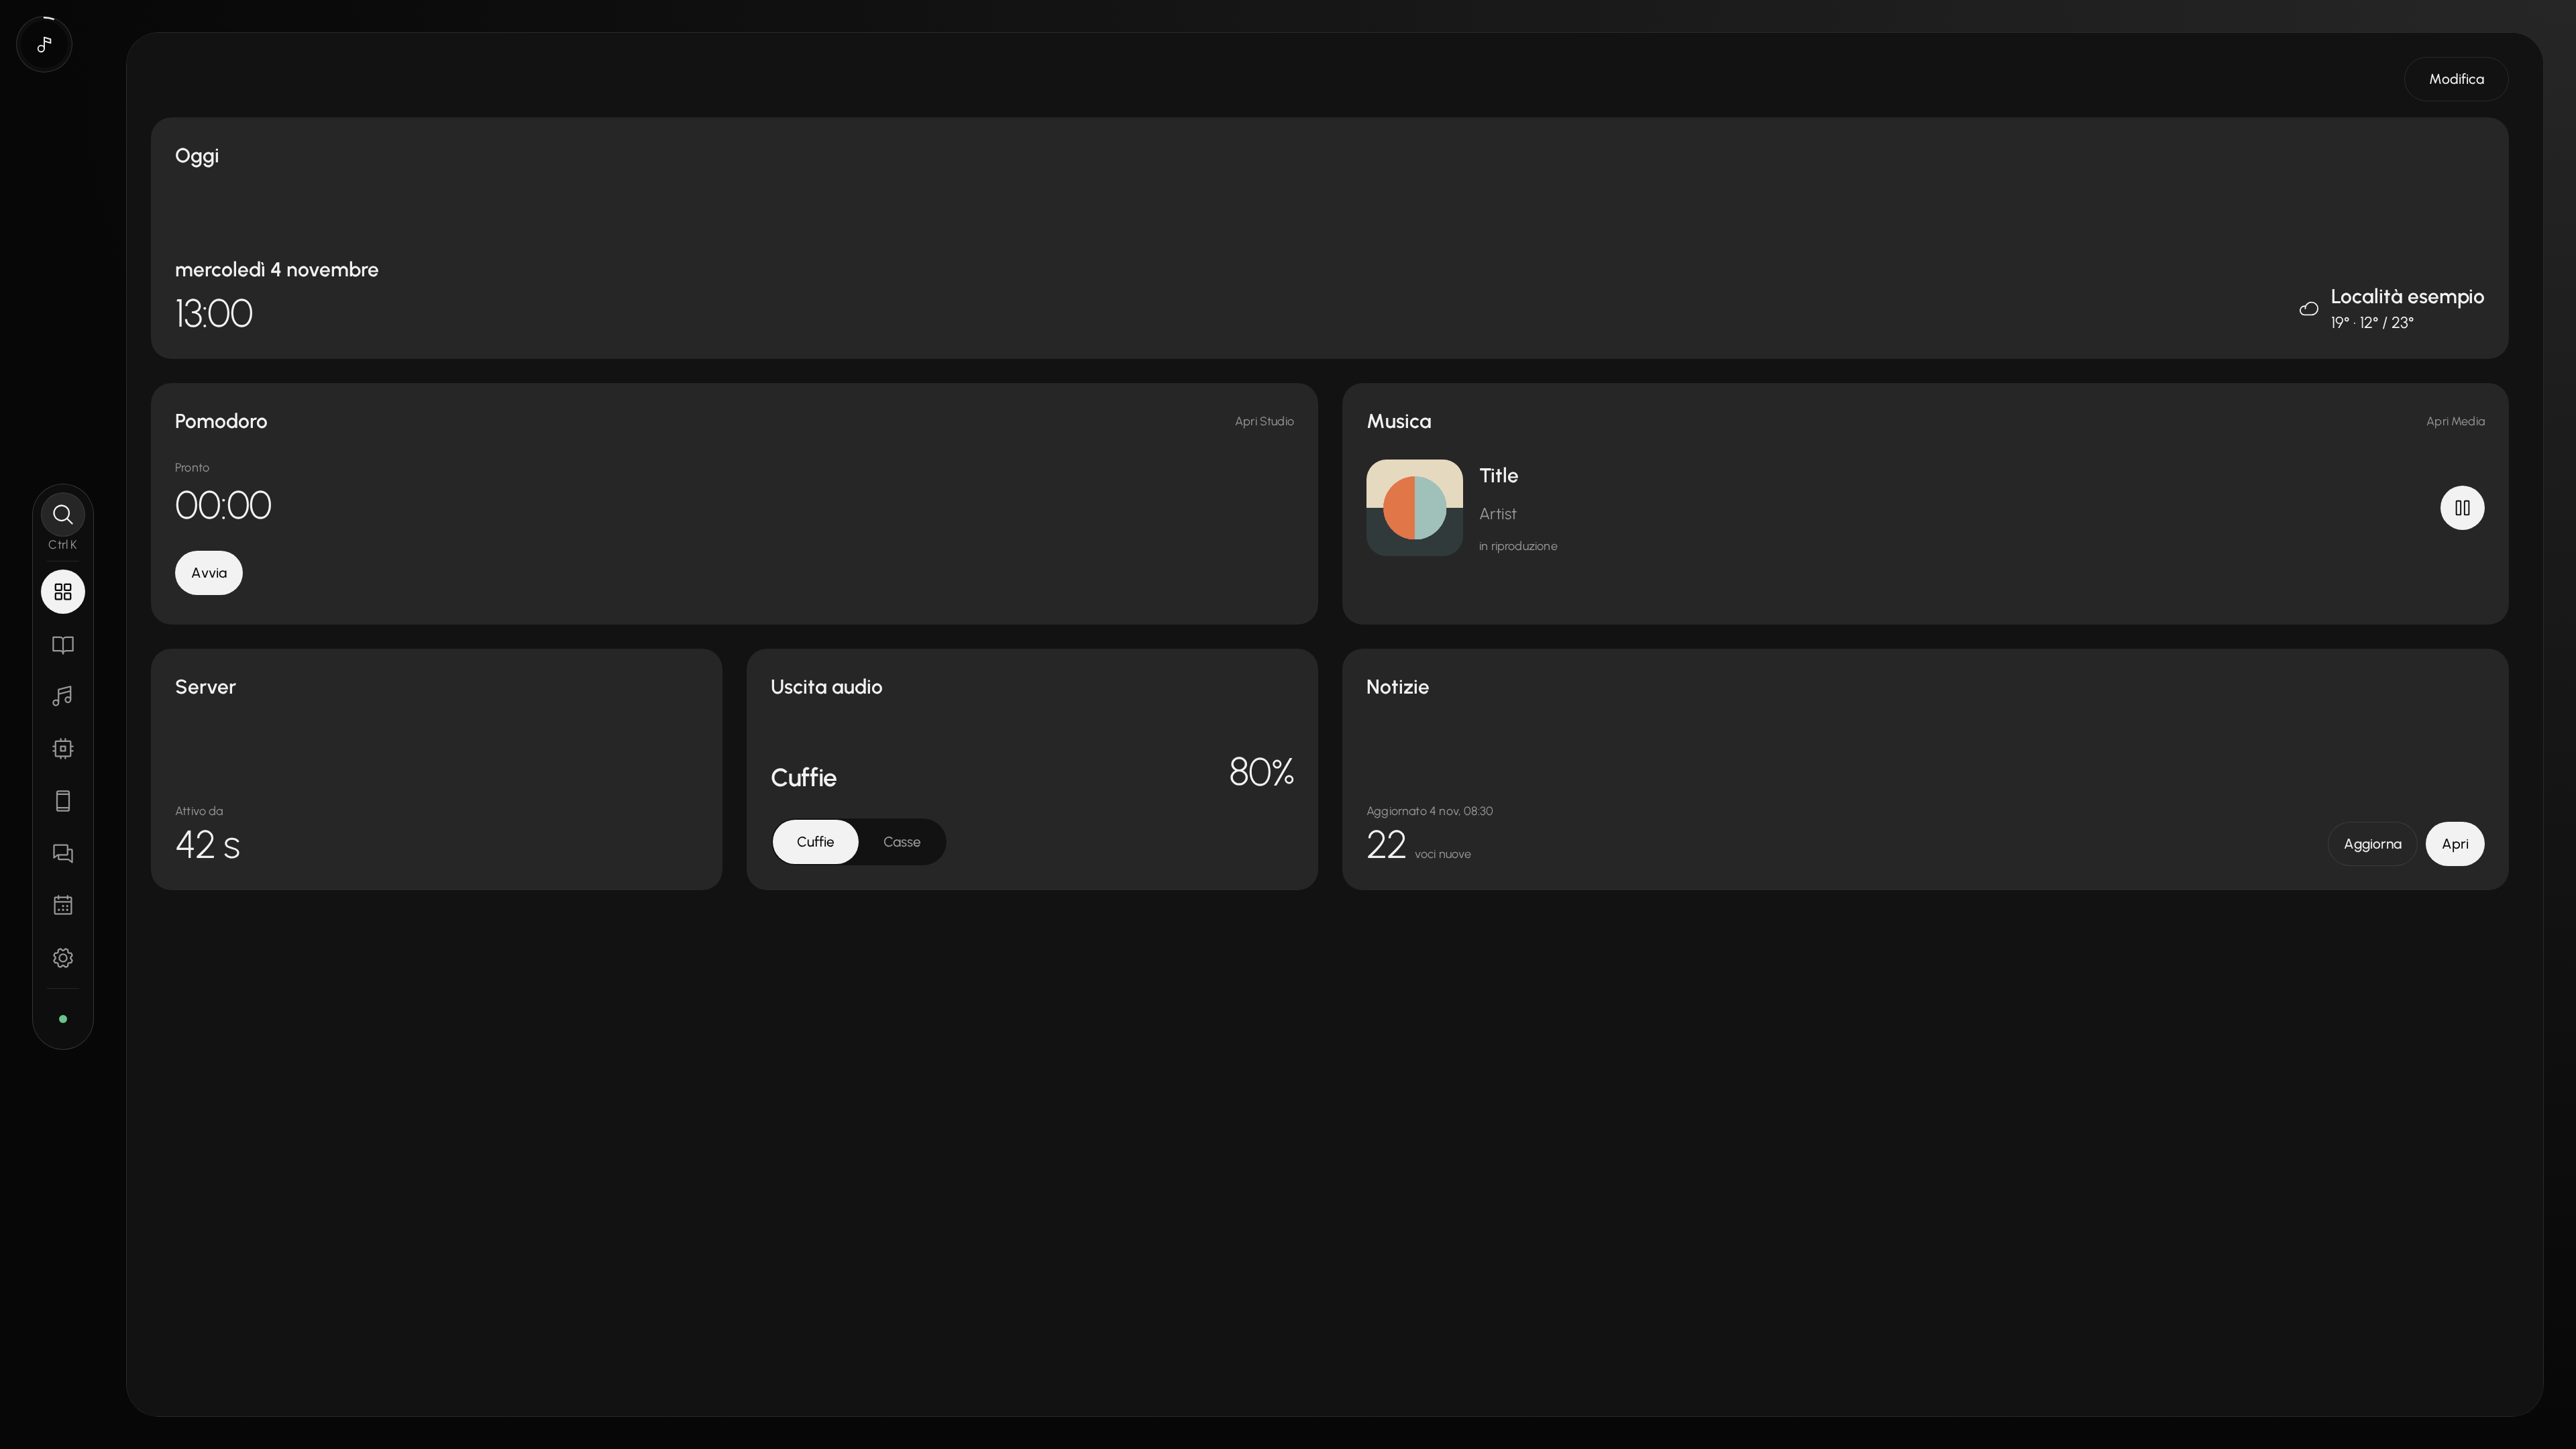 Modifica
Oggi
mercoledì 4 novembre
13:00
Località esempio
19° · 12° / 23°
Pomodoro
Apri Studio
Pronto
00:00
Avvia
Musica
Apri Media
Title
Artist
in riproduzione
Ctrl K
Server
Attivo da
42 s
Uscita audio
Cuffie
80%
Cuffie
Casse
Notizie
Aggiornato 4 nov, 08:30
22 voci nuove
Aggiorna
Apri